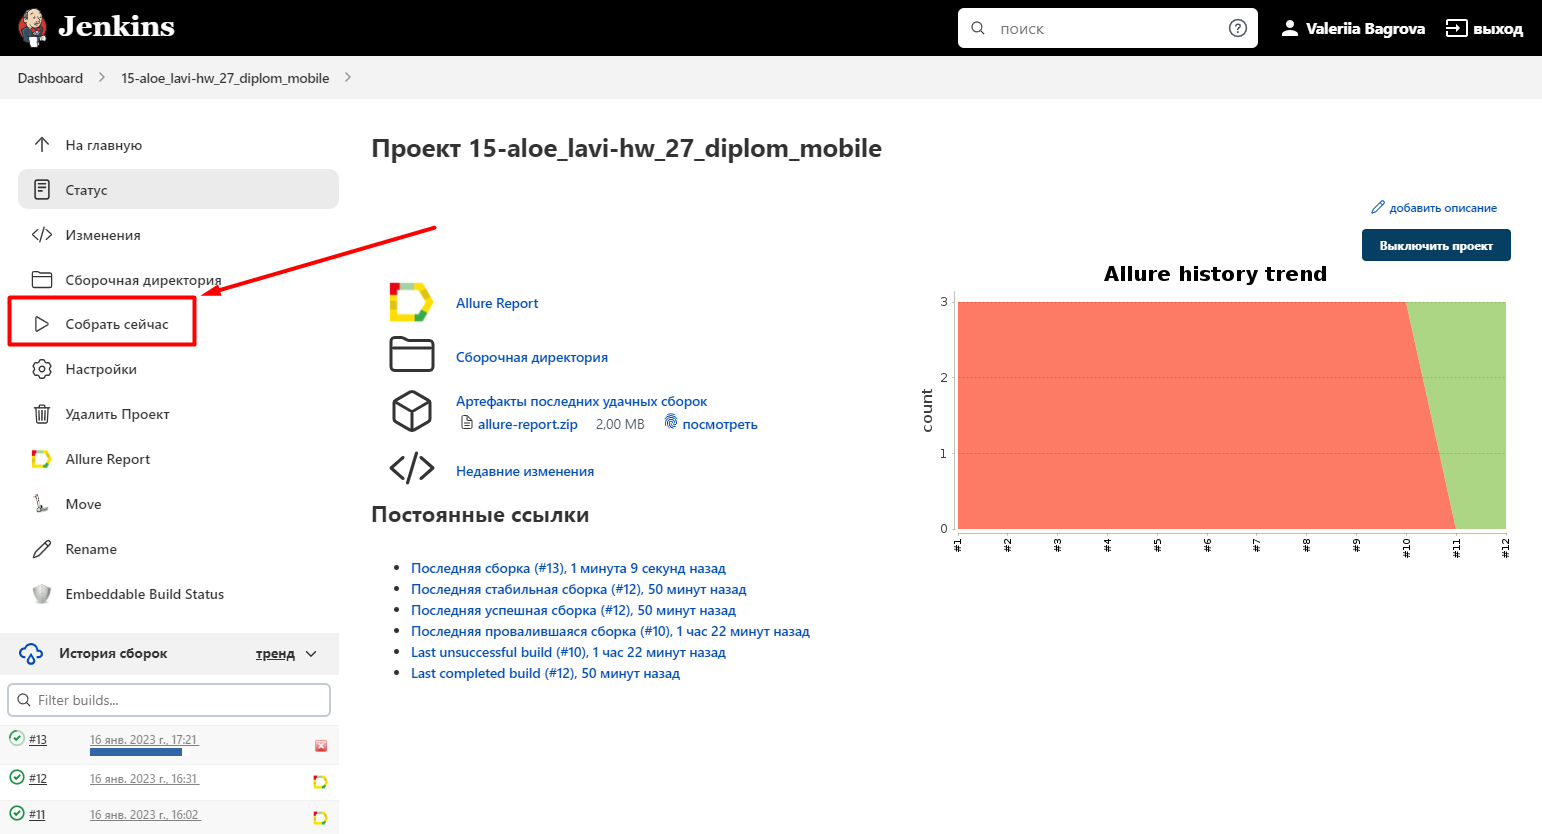 Jenkins
поиск
Valeriia Bagrova
выход
Dashboard
15-aloe_lavi-hw_27_diplom_mobile
На главную
Статус
Изменения
Сборочная директория
Собрать сейчас
Настройки
Удалить Проект
Allure Report
Move
Rename
Embeddable Build Status
История сборок
тренд
Filter builds...
#13
16 янв. 2023 г., 17:21
#12
16 янв. 2023 г., 16:31
#11
16 янв. 2023 г., 16:02
Проект 15-aloe_lavi-hw_27_diplom_mobile
добавить описание
Выключить проект
Allure Report
Сборочная директория
Артефакты последних удачных сборок
allure-report.zip 2,00 MB посмотреть
Недавние изменения
Постоянные ссылки
Последняя сборка (#13), 1 минута 9 секунд назад
Последняя стабильная сборка (#12), 50 минут назад
Последняя успешная сборка (#12), 50 минут назад
Последняя провалившаяся сборка (#10), 1 час 22 минут назад
Last unsuccessful build (#10), 1 час 22 минут назад
Last completed build (#12), 50 минут назад
Allure history trend
count
3
2
1
0
#1 #2 #3 #4 #5 #6 #7 #8 #9 #10 #11 #12